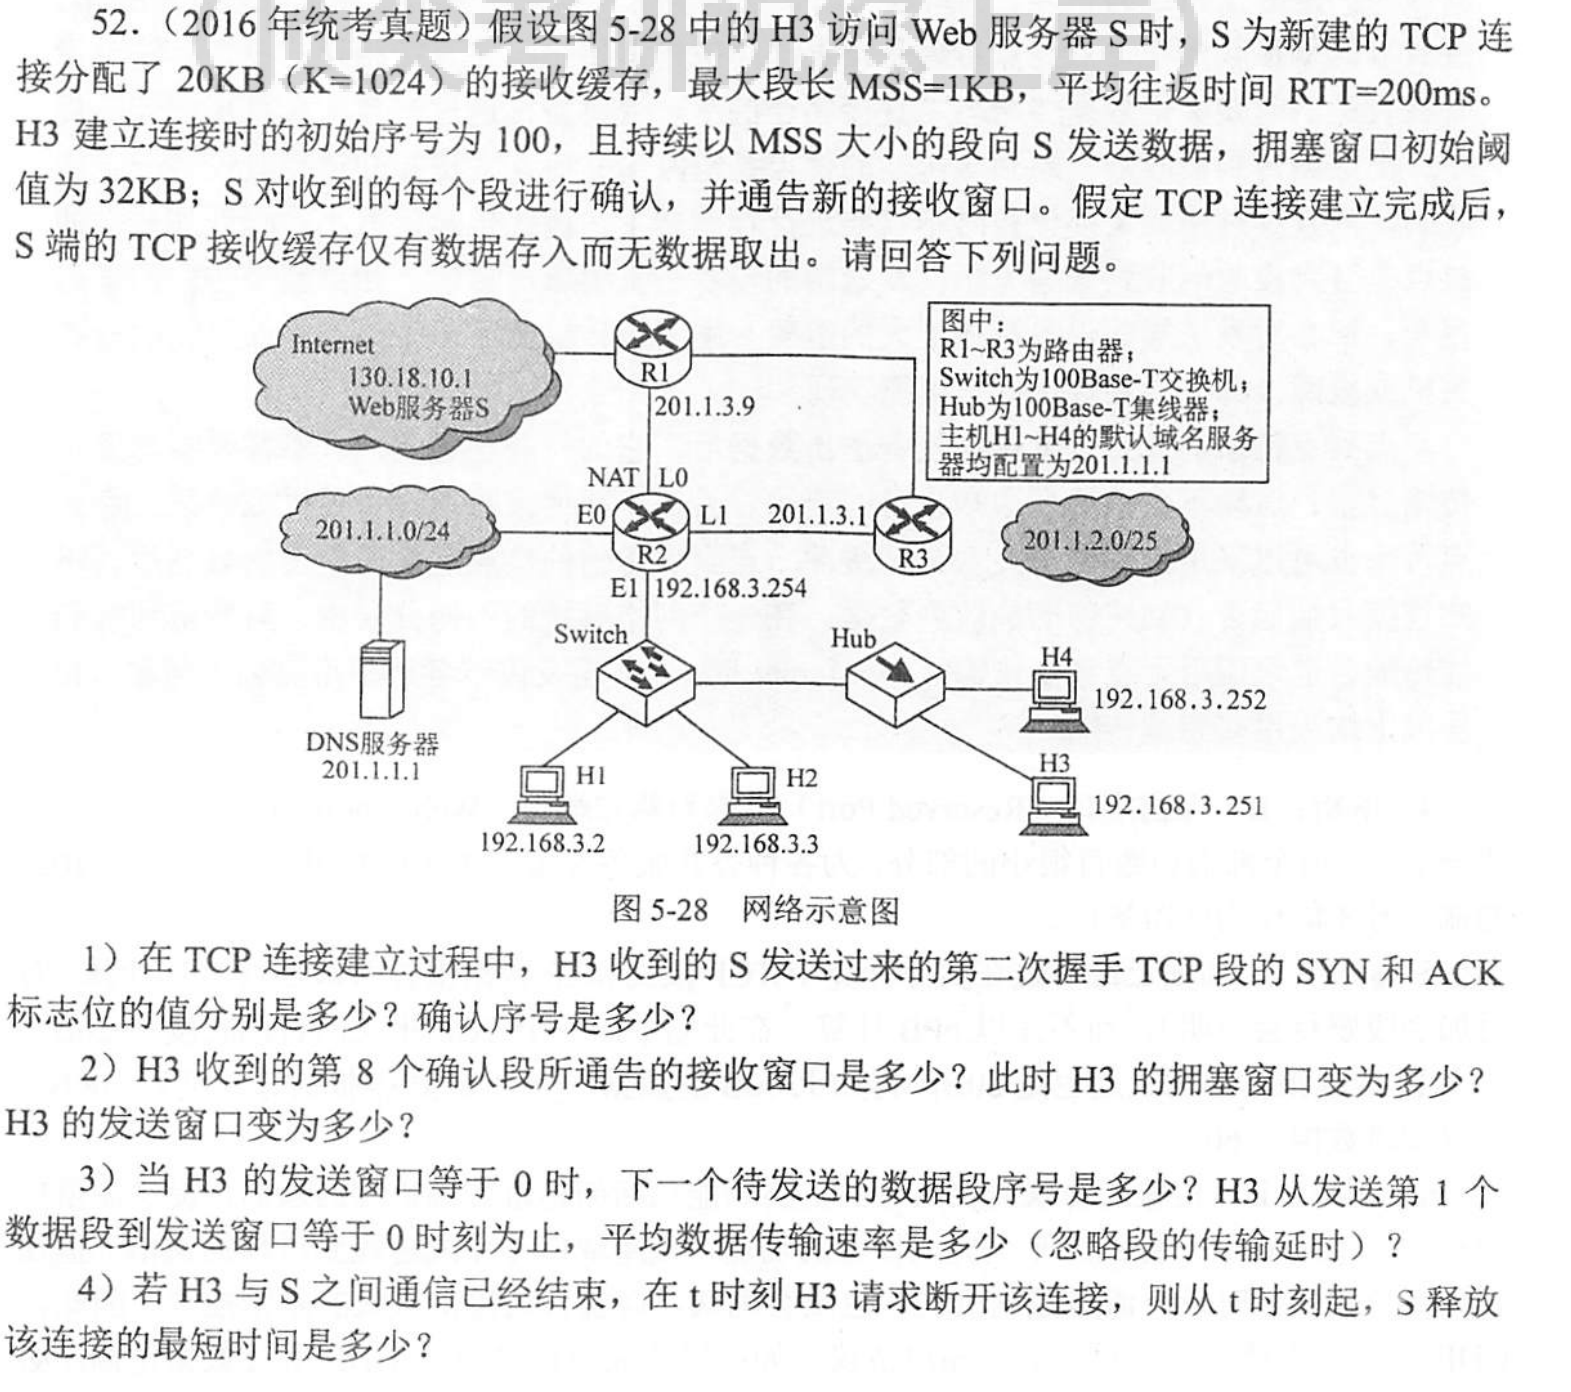 52.（2016 年统考真题）假设图 5-28 中的 H3 访问 Web 服务器 S 时，S 为新建的 TCP 连
接分配了 20KB（K=1024）的接收缓存，最大段长 MSS=1KB，平均往返时间 RTT=200ms。
H3 建立连接时的初始序号为 100，且持续以 MSS 大小的段向 S 发送数据，拥塞窗口初始阈
值为 32KB；S 对收到的每个段进行确认，并通告新的接收窗口。假定 TCP 连接建立完成后，
S 端的 TCP 接收缓存仅有数据存入而无数据取出。请回答下列问题。
Internet
130.18.10.1
Web服务器S
R1
201.1.3.9
图中：
R1~R3为路由器；
Switch为100Base-T交换机；
Hub为100Base-T集线器；
主机H1~H4的默认域名服务
器均配置为201.1.1.1
NAT L0
201.1.1.0/24
E0
L1
201.1.3.1
R2
R3
201.1.2.0/25
E1 192.168.3.254
Switch
Hub
H4
192.168.3.252
DNS服务器
201.1.1.1
H1
192.168.3.2
H2
192.168.3.3
H3
192.168.3.251
图 5-28 网络示意图
1）在 TCP 连接建立过程中，H3 收到的 S 发送过来的第二次握手 TCP 段的 SYN 和 ACK
标志位的值分别是多少？确认序号是多少？
2）H3 收到的第 8 个确认段所通告的接收窗口是多少？此时 H3 的拥塞窗口变为多少？
H3 的发送窗口变为多少？
3）当 H3 的发送窗口等于 0 时，下一个待发送的数据段序号是多少？H3 从发送第 1 个
数据段到发送窗口等于 0 时刻为止，平均数据传输速率是多少（忽略段的传输延时）？
4）若 H3 与 S 之间通信已经结束，在 t 时刻 H3 请求断开该连接，则从 t 时刻起，S 释放
该连接的最短时间是多少？